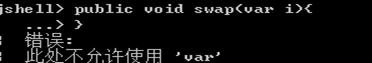 jshell> public void swap(var i){
...> }
错误:
此处不允许使用 'var'